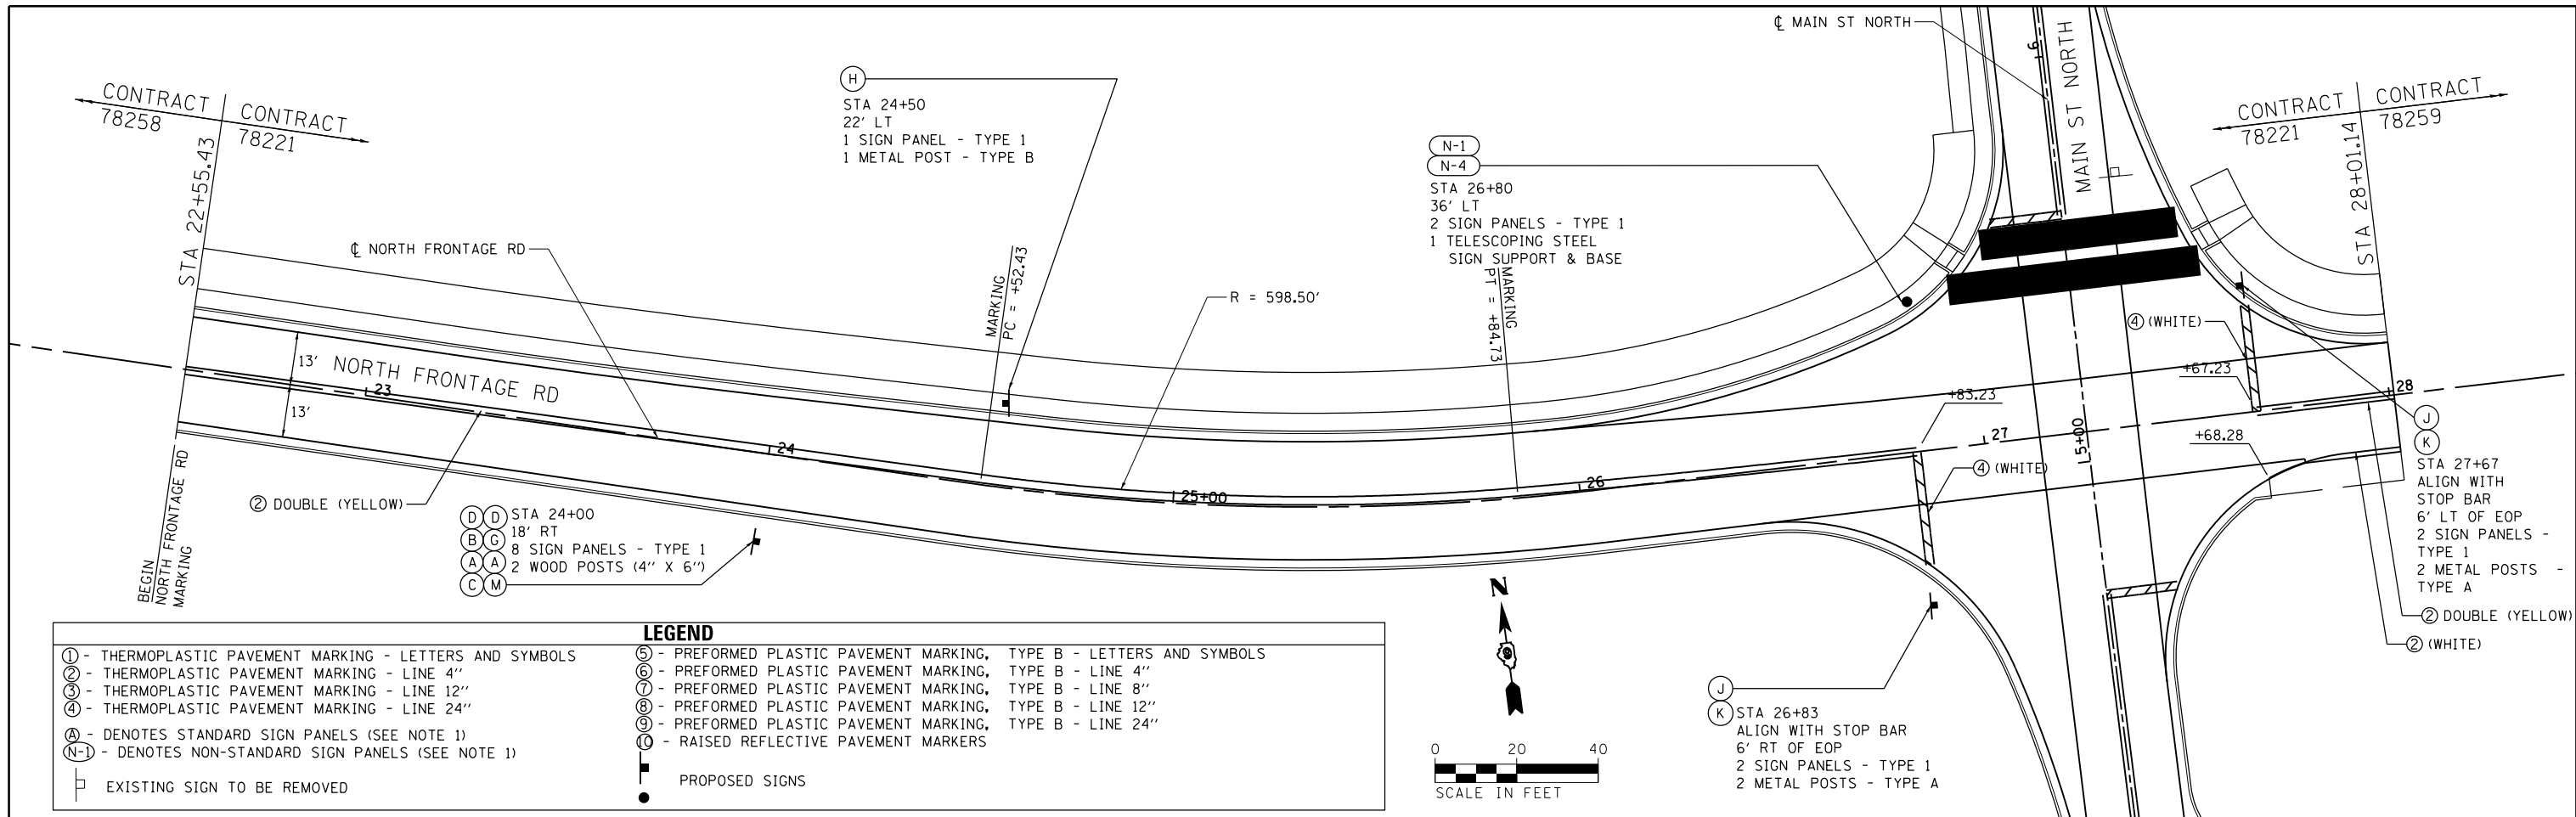 CONTRACT
78258
CONTRACT
78221
STA 22+55.43
℄ NORTH FRONTAGE RD
13'
13'
NORTH FRONTAGE RD
23
24
25+00
26
27
28
② DOUBLE (YELLOW)
BEGIN
NORTH FRONTAGE RD
MARKING
D D
B G
A A
C M
STA 24+00
18' RT
8 SIGN PANELS - TYPE 1
2 WOOD POSTS (4" X 6")
H
STA 24+50
22' LT
1 SIGN PANEL - TYPE 1
1 METAL POST - TYPE B
MARKING
PC = +52.43
R = 598.50'
MARKING
PT = +84.73
N-1
N-4
STA 26+80
36' LT
2 SIGN PANELS - TYPE 1
1 TELESCOPING STEEL
SIGN SUPPORT & BASE
℄ MAIN ST NORTH
6
MAIN ST NORTH
5+00
CONTRACT
78221
CONTRACT
78259
STA 28+01.14
④ (WHITE)
+67.23
+83.23
+68.28
④ (WHITE)
J
K
STA 27+67
ALIGN WITH
STOP BAR
6' LT OF EOP
2 SIGN PANELS -
TYPE 1
2 METAL POSTS -
TYPE A
② DOUBLE (YELLOW)
② (WHITE)
J
K
STA 26+83
ALIGN WITH STOP BAR
6' RT OF EOP
2 SIGN PANELS - TYPE 1
2 METAL POSTS - TYPE A
N
0 20 40
SCALE IN FEET
LEGEND
① - THERMOPLASTIC PAVEMENT MARKING - LETTERS AND SYMBOLS
② - THERMOPLASTIC PAVEMENT MARKING - LINE 4"
③ - THERMOPLASTIC PAVEMENT MARKING - LINE 12"
④ - THERMOPLASTIC PAVEMENT MARKING - LINE 24"
A - DENOTES STANDARD SIGN PANELS (SEE NOTE 1)
N-1 - DENOTES NON-STANDARD SIGN PANELS (SEE NOTE 1)
EXISTING SIGN TO BE REMOVED
⑤ - PREFORMED PLASTIC PAVEMENT MARKING, TYPE B - LETTERS AND SYMBOLS
⑥ - PREFORMED PLASTIC PAVEMENT MARKING, TYPE B - LINE 4"
⑦ - PREFORMED PLASTIC PAVEMENT MARKING, TYPE B - LINE 8"
⑧ - PREFORMED PLASTIC PAVEMENT MARKING, TYPE B - LINE 12"
⑨ - PREFORMED PLASTIC PAVEMENT MARKING, TYPE B - LINE 24"
⑩ - RAISED REFLECTIVE PAVEMENT MARKERS
PROPOSED SIGNS